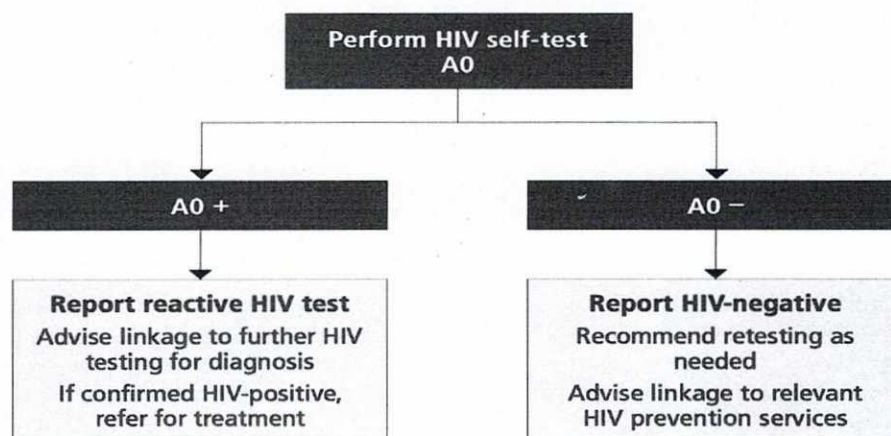 Perform HIV self-test
A0
A0 +
A0 –
Report reactive HIV test
Advise linkage to further HIV
testing for diagnosis
If confirmed HIV-positive,
refer for treatment
Report HIV-negative
Recommend retesting as
needed
Advise linkage to relevant
HIV prevention services